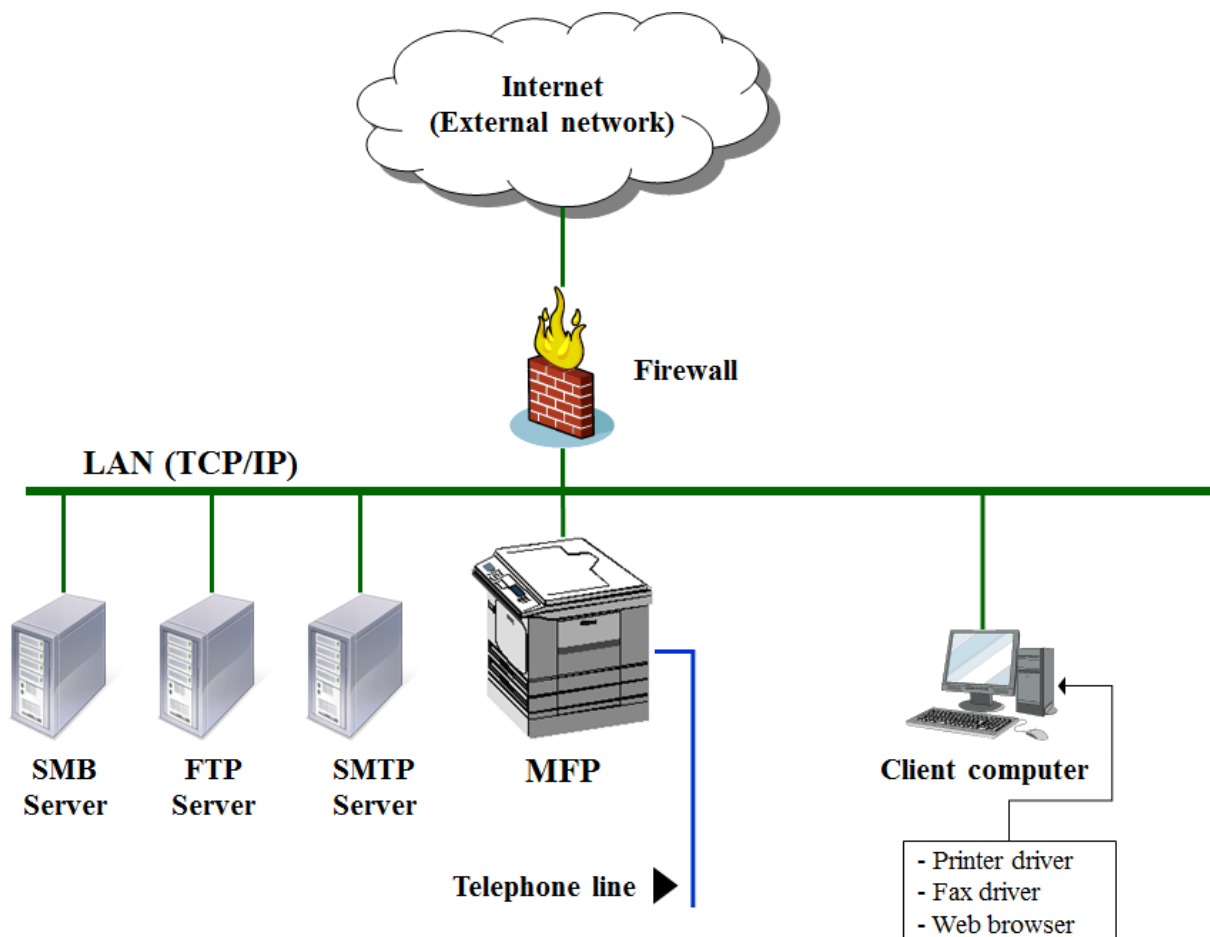 Internet
(External network)
Firewall
LAN (TCP/IP)
SMB
Server
FTP
Server
SMTP
Server
MFP
Client computer
Telephone line
- Printer driver
- Fax driver
- Web browser